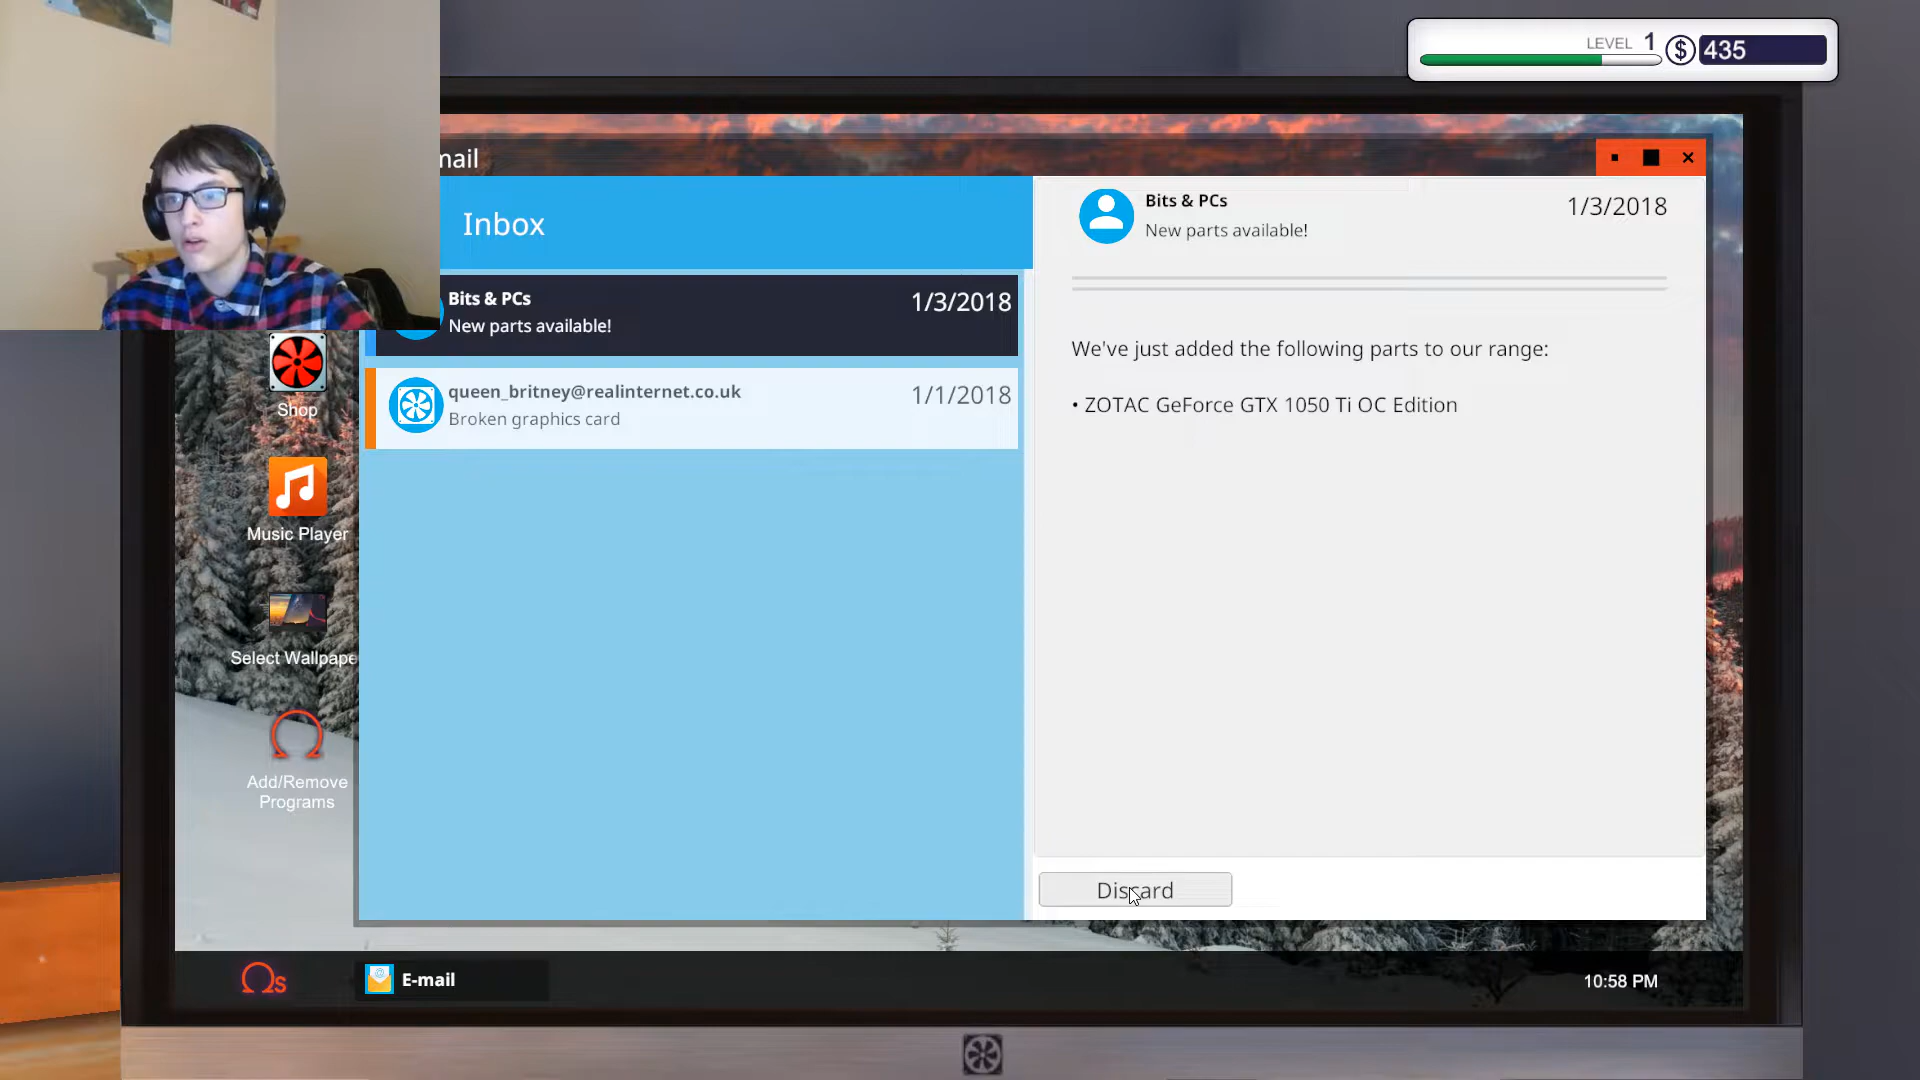 LEVEL 1 $ 435
mail
Inbox
Bits & PCs
New parts available!
1/3/2018
queen_britney@realinternet.co.uk
Broken graphics card
1/1/2018
Bits & PCs
New parts available!
1/3/2018
We've just added the following parts to our range:
• ZOTAC GeForce GTX 1050 Ti OC Edition
Discard
Shop
Music Player
Select Wallpape
Add/Remove
Programs
Ωs
E-mail
10:58 PM